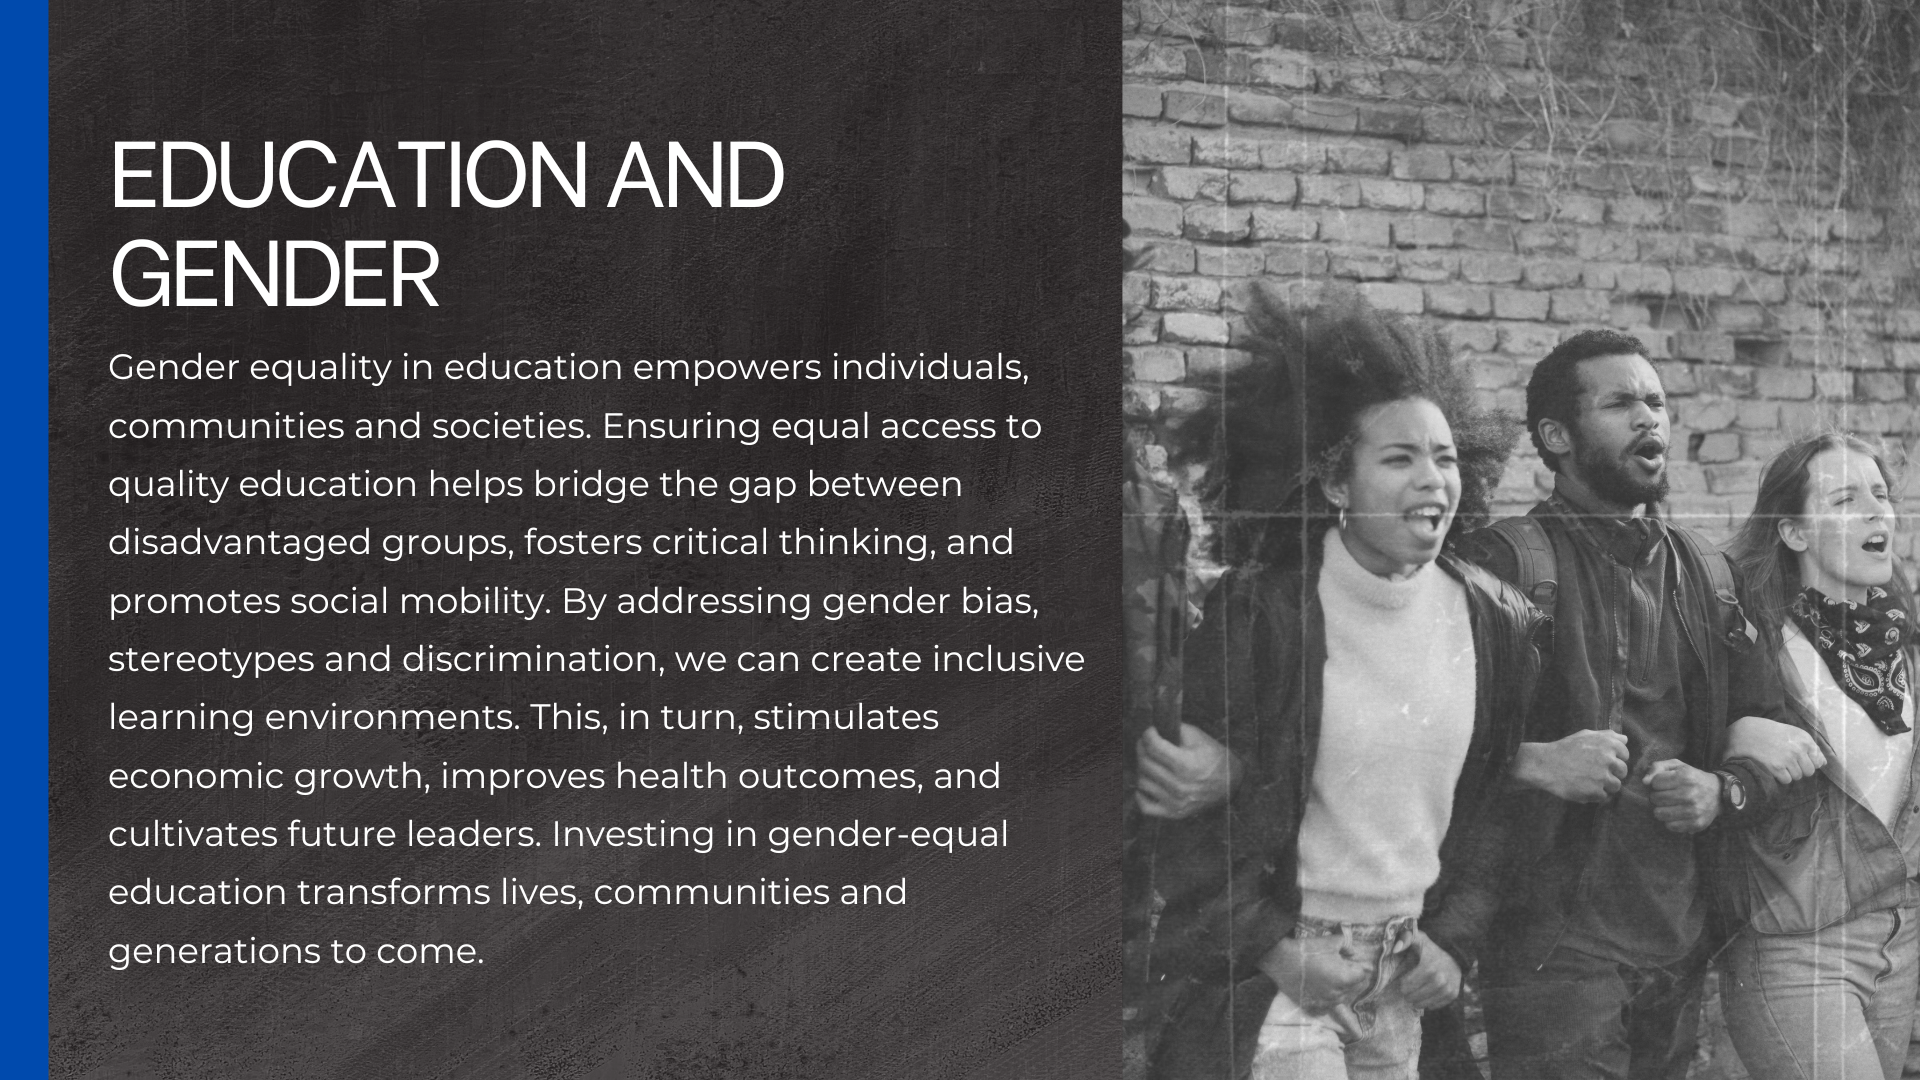 EDUCATION AND
GENDER
Gender equality in education empowers individuals,
communities and societies. Ensuring equal access to
quality education helps bridge the gap between
disadvantaged groups, fosters critical thinking, and
promotes social mobility. By addressing gender bias,
stereotypes and discrimination, we can create inclusive
learning environments. This, in turn, stimulates
economic growth, improves health outcomes, and
cultivates future leaders. Investing in gender-equal
education transforms lives, communities and
generations to come.